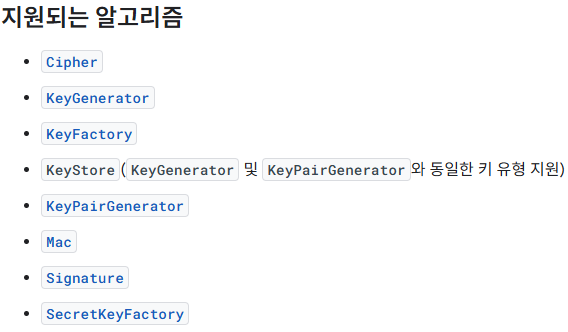 지원되는 알고리즘
• Cipher
• KeyGenerator
• KeyFactory
• KeyStore(KeyGenerator 및 KeyPairGenerator와 동일한 키 유형 지원)
• KeyPairGenerator
• Mac
• Signature
• SecretKeyFactory